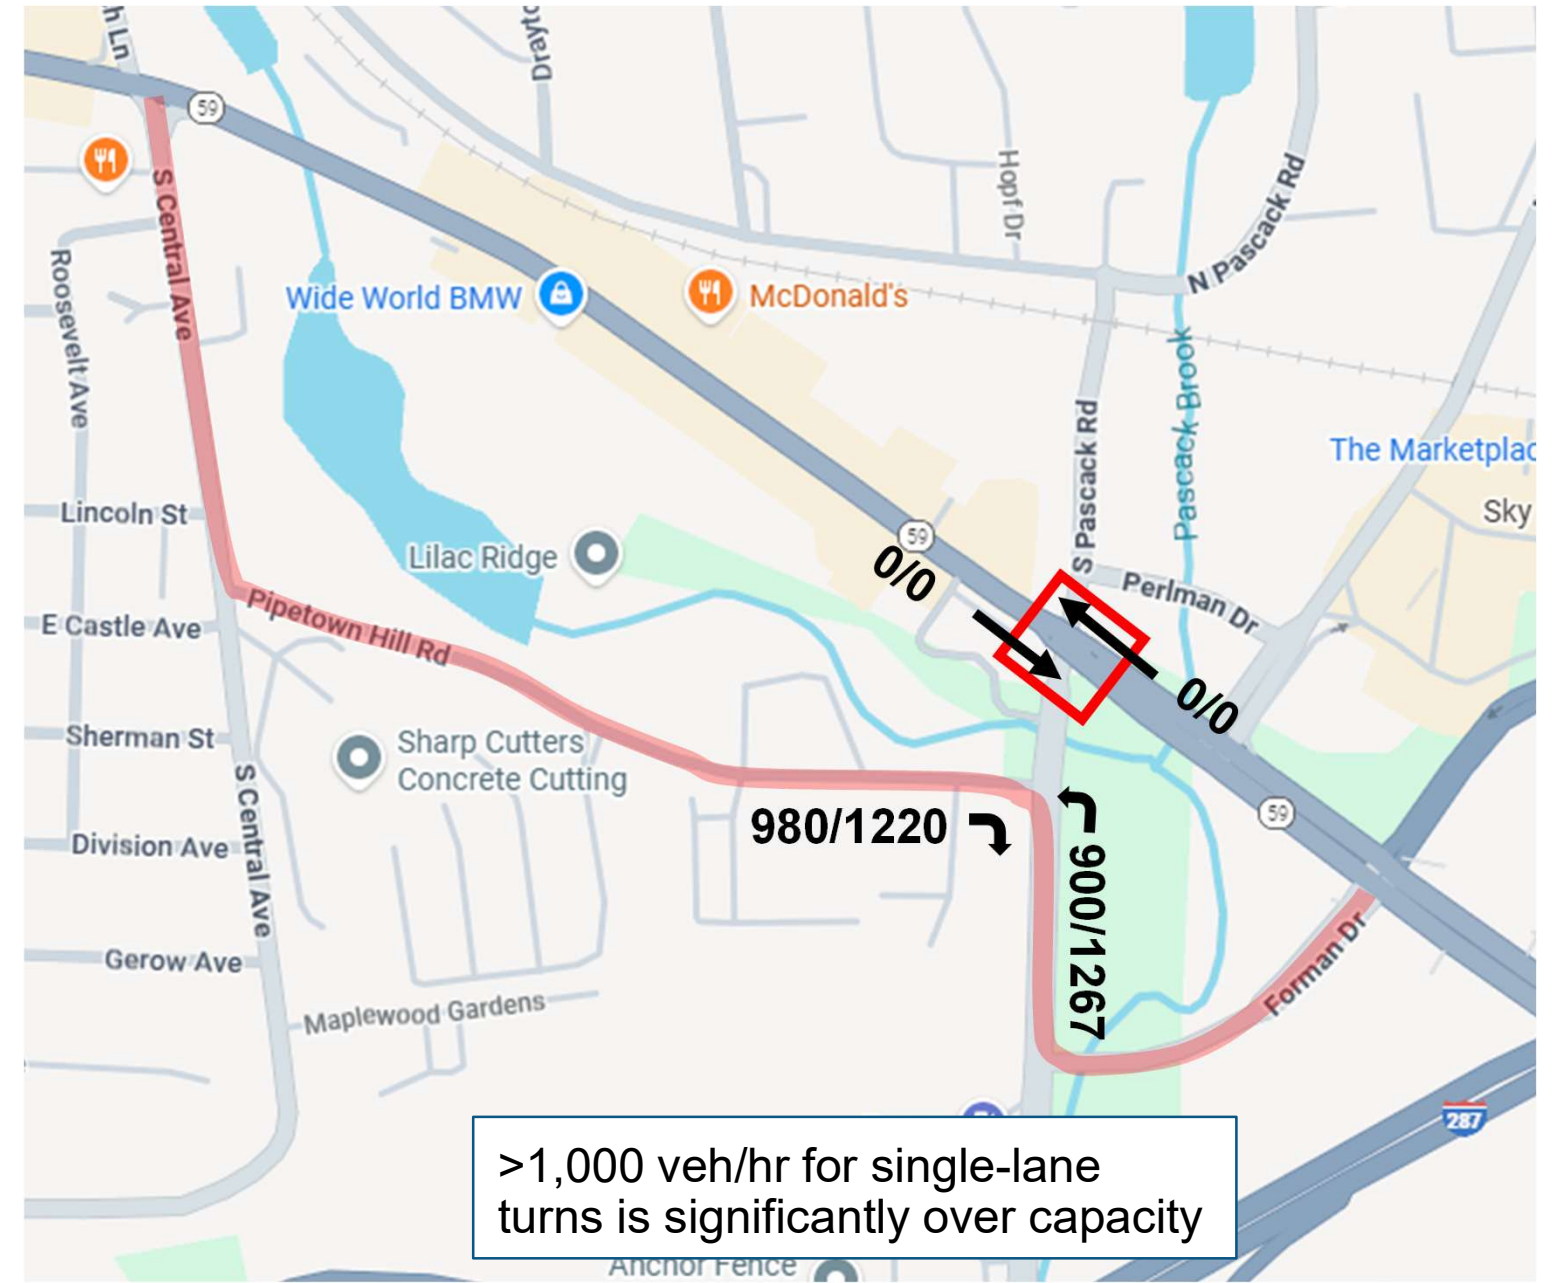 h Ln
Drayto
59
S Central Ave
Hopf Dr
N Pascack Rd
Roosevelt Ave
Wide World BMW
McDonald's
Pascack Brook
S Pascack Rd
The Marketplac
Sky
Lincoln St
59
Lilac Ridge
0/0
Perlman Dr
E Castle Ave
Pipetown Hill Rd
0/0
Sherman St
Sharp Cutters
Concrete Cutting
S Central Ave
59
980/1220
900/1267
Division Ave
Gerow Ave
Forman Dr
Maplewood Gardens
287
>1,000 veh/hr for single-lane
turns is significantly over capacity
Anchor Fence